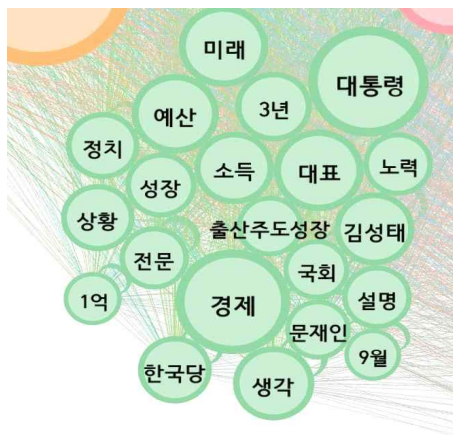 미래
대통령
예산
3년
정치
성장
소득
대표
노력
상황
출산주도성장
김성태
전문
국회
1억
경제
설명
문재인
9월
한국당
생각